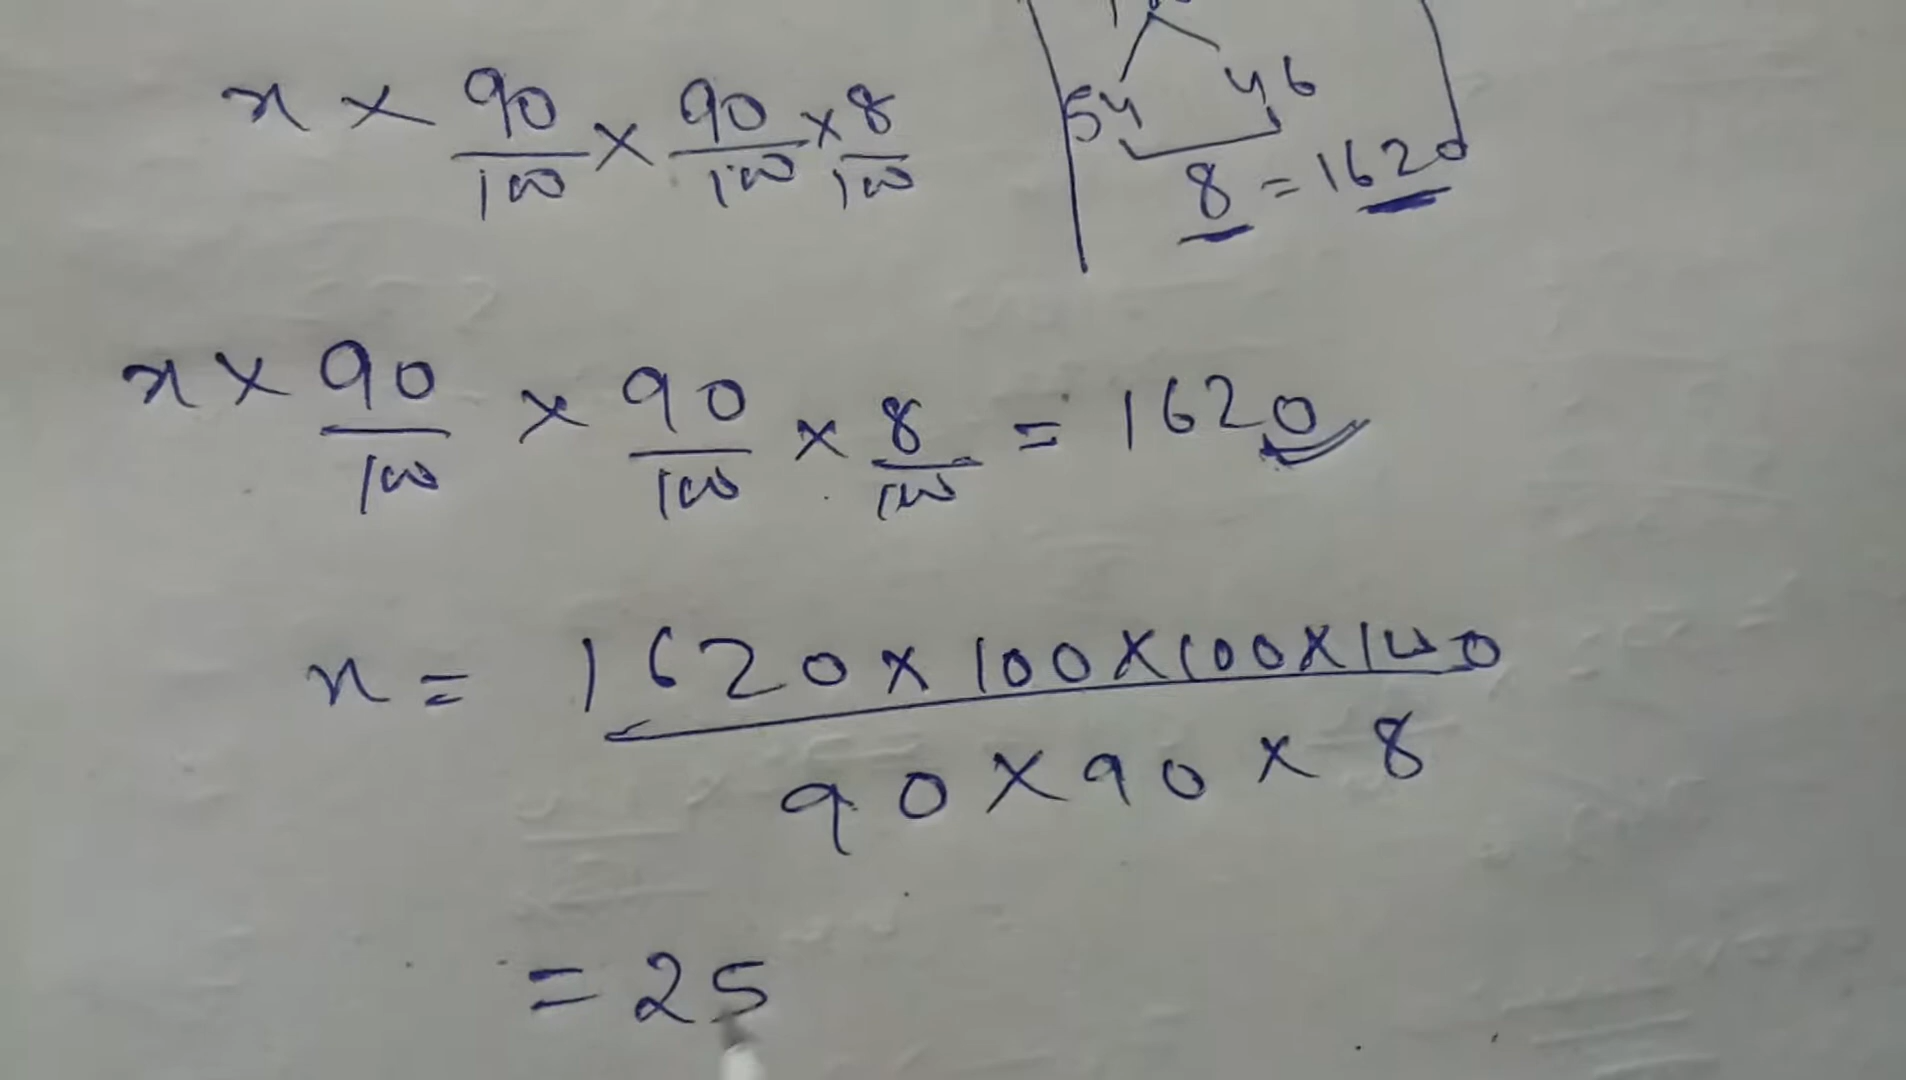 x × 90/100 × 90/100 × 8/100
54 46
8 = 1620
x × 90/100 × 90/100 × 8/100 = 1620
x = 1620 × 100 × 100 × 100 / 90 × 90 × 8
= 25